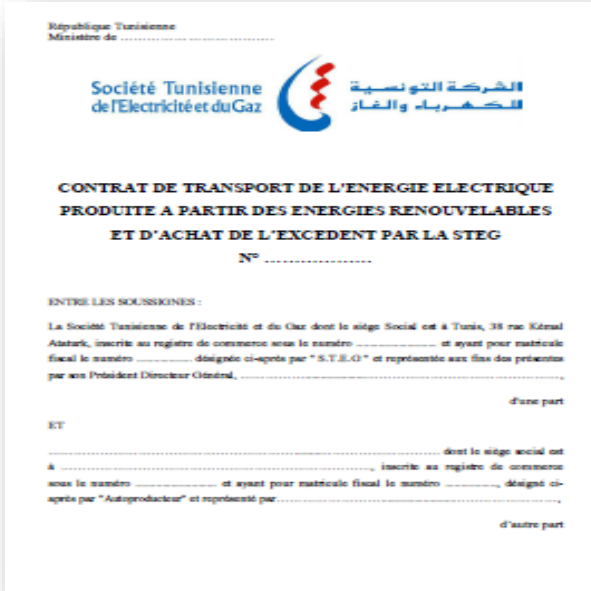 République Tunisienne
Ministère de ......................................
Société Tunisienne
de l'Electricité et du Gaz
الشركة التونسية
للكهرباء والغاز
CONTRAT DE TRANSPORT DE L'ENERGIE ELECTRIQUE
PRODUITE A PARTIR DES ENERGIES RENOUVELABLES
ET D'ACHAT DE L'EXCEDENT PAR LA STEG
N° ....................
ENTRE LES SOUSSIGNES :
La Société Tunisienne de l'Electricité et du Gaz dont le siège Social est à Tunis, 38 rue Kémal
Ataturk, inscrite au registre de commerce sous le numéro .................... et ayant pour matricule
fiscal le numéro .............. désignée ci-après par " S.T.E.G " et représentée aux fins des présentes
par son Président Directeur Général, ................................................................................,
d'une part
ET
................................................................................................ dont le siège social est
à ..............................................................................., inscrite au registre de commerce
sous le numéro .................... et ayant pour matricule fiscal le numéro ............., désigné ci-
après par "Autoproducteur" et représenté par......................................................................,
d'autre part